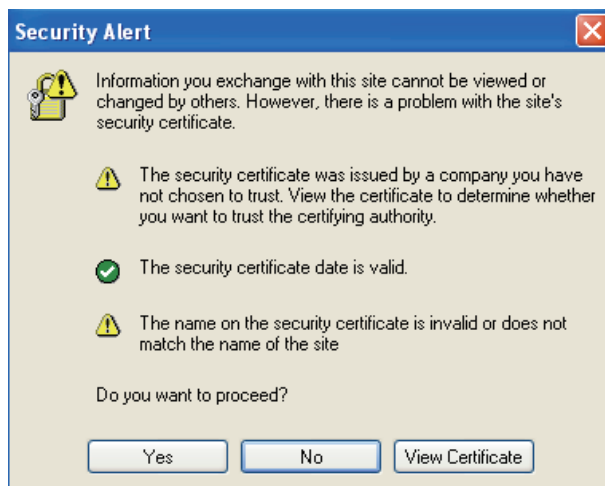 Security Alert
Information you exchange with this site cannot be viewed or
changed by others. However, there is a problem with the site's
security certificate.
The security certificate was issued by a company you have
not chosen to trust. View the certificate to determine whether
you want to trust the certifying authority.
The security certificate date is valid.
The name on the security certificate is invalid or does not
match the name of the site
Do you want to proceed?
Yes No View Certificate